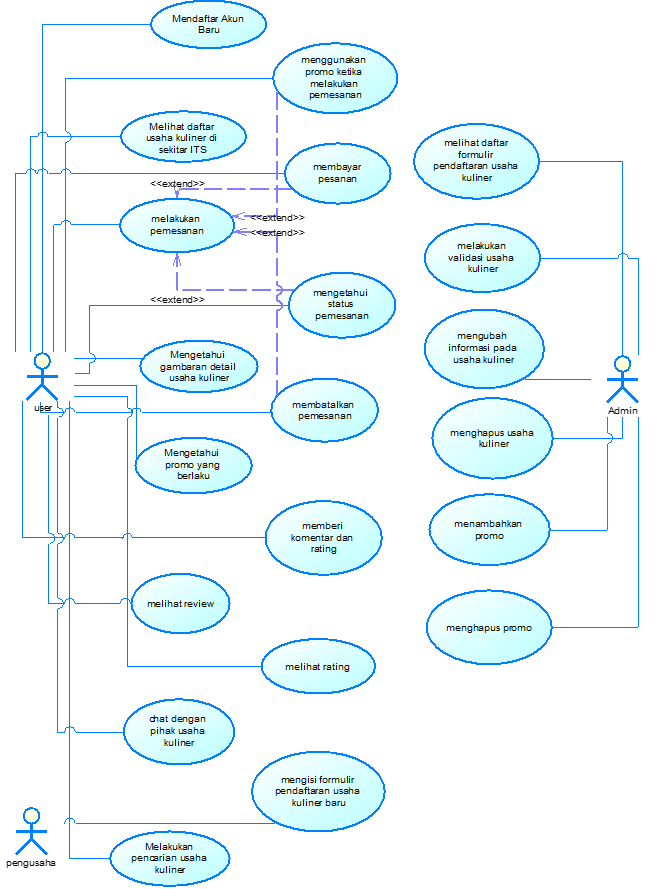 Mendaftar Akun
Baru
menggunakan
promo ketika
melakukan
pemesanan
Melihat daftar
usaha kuliner di
sekitar ITS
melihat daftar
formulir
pendaftaran usaha
kuliner
membayar
pesanan
<<extend>>
melakukan
pemesanan
<<extend>>
<<extend>>
melakukan
validasi usaha
kuliner
<<extend>>
mengetahui
status
pemesanan
mengubah
informasi pada
usaha kuliner
Mengetahui
gambaran detail
usaha kuliner
user
Admin
membatalkan
pemesanan
menghapus usaha
kuliner
Mengetahui
promo yang
berlaku
memberi
komentar dan
rating
menambahkan
promo
melihat review
menghapus promo
melihat rating
chat dengan
pihak usaha
kuliner
mengisi formulir
pendaftaran usaha
kuliner baru
pengusaha
Melakukan
pencarian usaha
kuliner